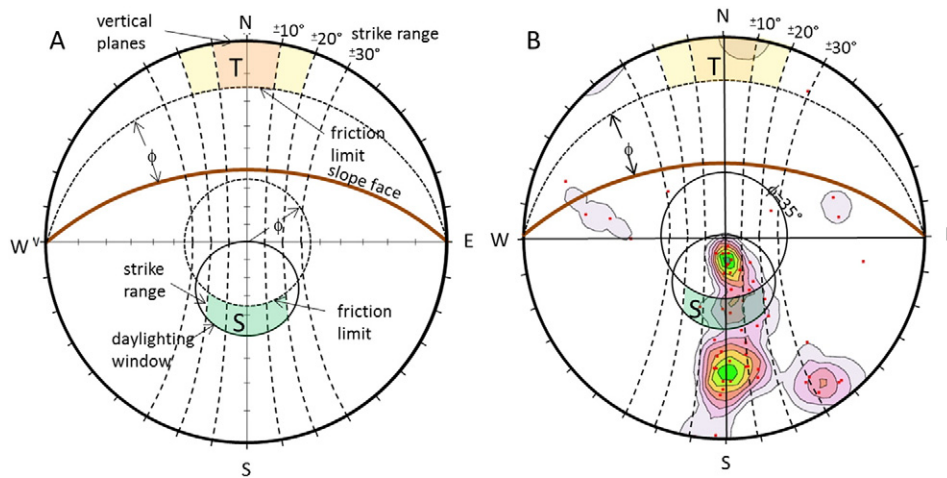 A
vertical
planes
N
±10°
±20°
±30°
strike range
T
friction
limit
slope face
ϕ
ϕ
W
v
E
strike
range
S
friction
limit
daylighting
window
S
B
N
±10°
±20°
±30°
T
ϕ
ϕ=35°
W
S
S